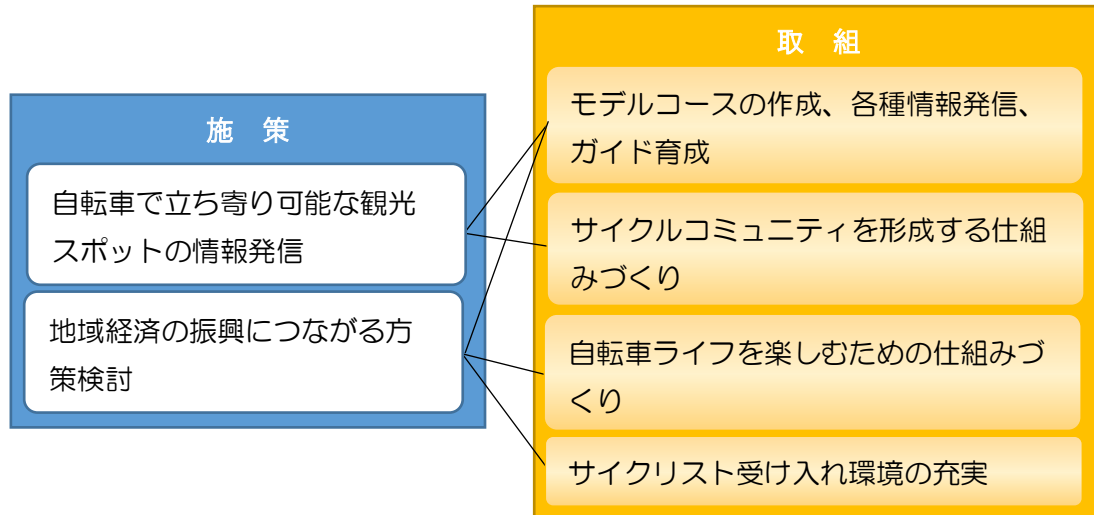 施 策
自転車で立ち寄り可能な観光
スポットの情報発信
地域経済の振興につながる方
策検討
取 組
モデルコースの作成、各種情報発信、
ガイド育成
サイクルコミュニティを形成する仕組
みづくり
自転車ライフを楽しむための仕組みづ
くり
サイクリスト受け入れ環境の充実